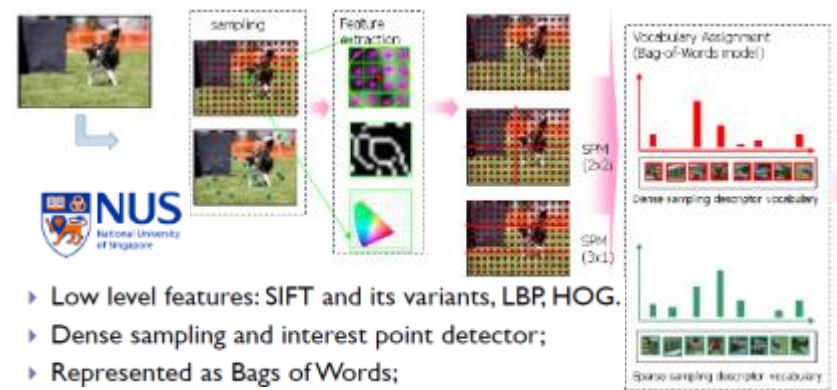 sampling
Feature
extraction
Vocabulary Assignment
(Bag-of-Words model)
SPM
(2x2)
Dense sampling descriptor vocabulary
SPM
(3x1)
NUS
National University
of Singapore
Low level features: SIFT and its variants, LBP, HOG.
Dense sampling and interest point detector;
Represented as Bags of Words;
Sparse sampling descriptor vocabulary